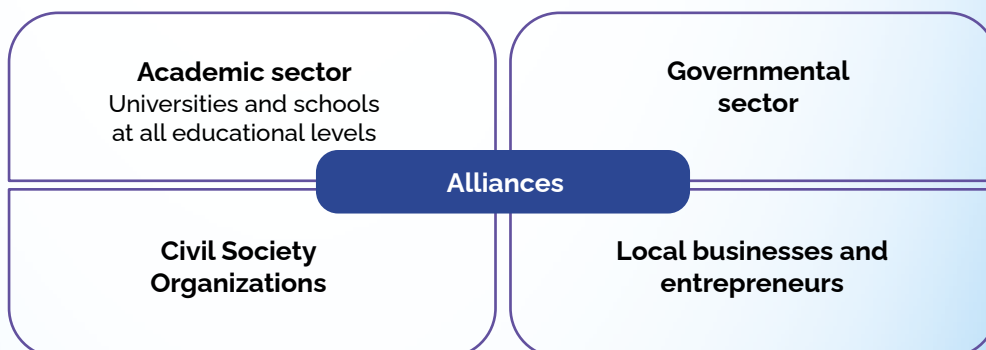 Academic sector
Universities and schools
at all educational levels
Governmental
sector
Alliances
Civil Society
Organizations
Local businesses and
entrepreneurs